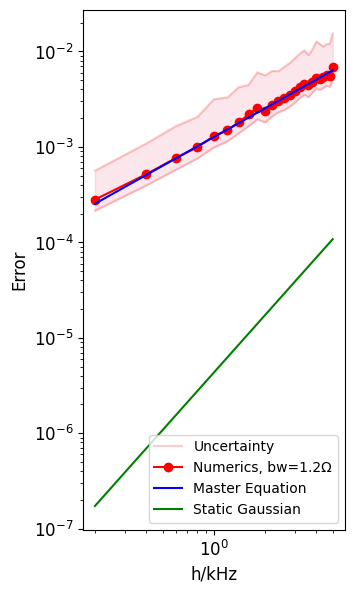 10⁻²
10⁻³
10⁻⁴
10⁻⁵
10⁻⁶
10⁻⁷
Error
Uncertainty
Numerics, bw=1.2Ω
Master Equation
Static Gaussian
10⁰
h/kHz